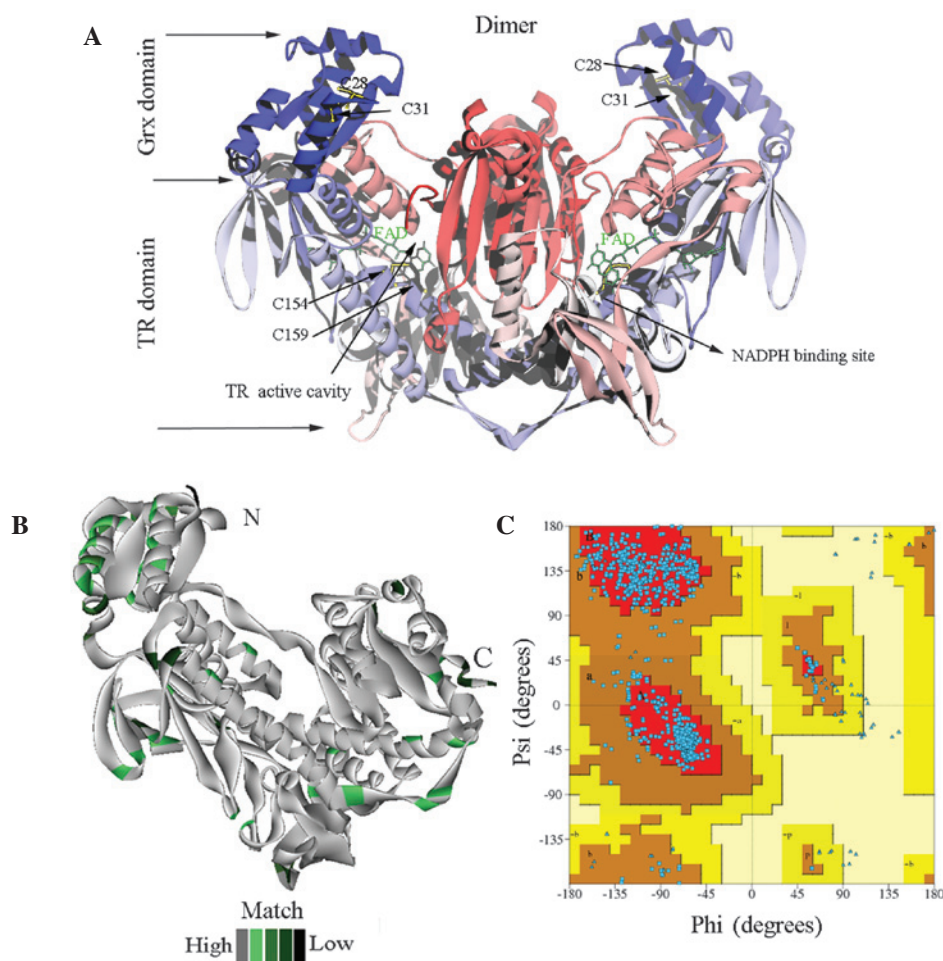 A
Dimer
Grx domain
C28
C31
C28
C31
TR domain
FAD
FAD
C154
C159
TR active cavity
NADPH binding site
B
N
C
Match
High
Low
C
Psi (degrees)
180
135
90
45
0
-45
-90
-135
B
b
~b
b
~b
~l
l
a
~a
~b
b
~p
p
~b
-180
-135
-90
-45
0
45
90
135
180
Phi (degrees)